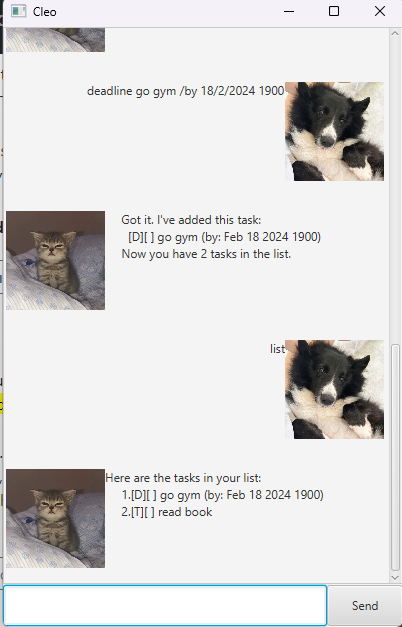 Cleo
deadline go gym /by 18/2/2024 1900
Got it. I've added this task:
[D][ ] go gym (by: Feb 18 2024 1900)
Now you have 2 tasks in the list.
list
Here are the tasks in your list:
1.[D][ ] go gym (by: Feb 18 2024 1900)
2.[T][ ] read book
Send